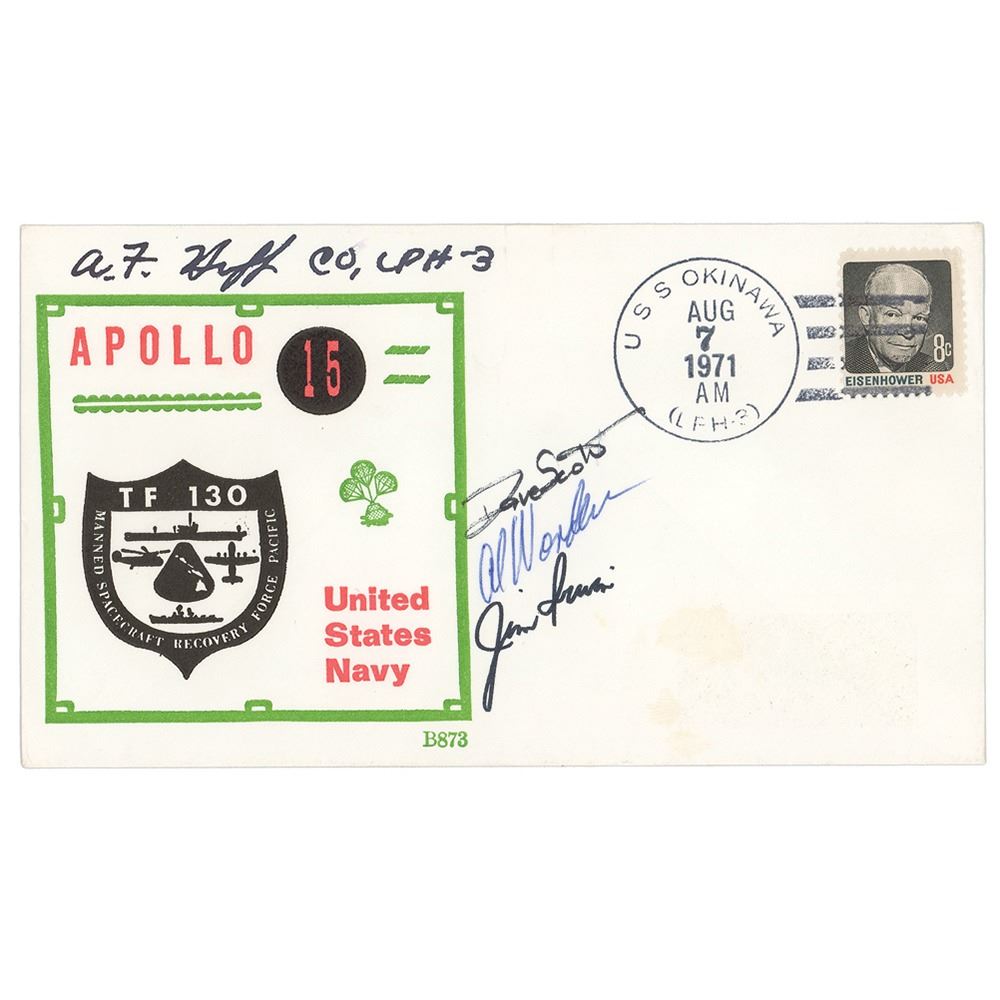 A.F. Huff CO, LPH-3
APOLLO 15
TF 130
MANNED SPACECRAFT RECOVERY FORCE PACIFIC
United
States
Navy
B873
USS OKINAWA
AUG
7
1971
AM
(LPH-3)
8c
EISENHOWER USA
Dave Scott
Al Worden
Jim Irwin